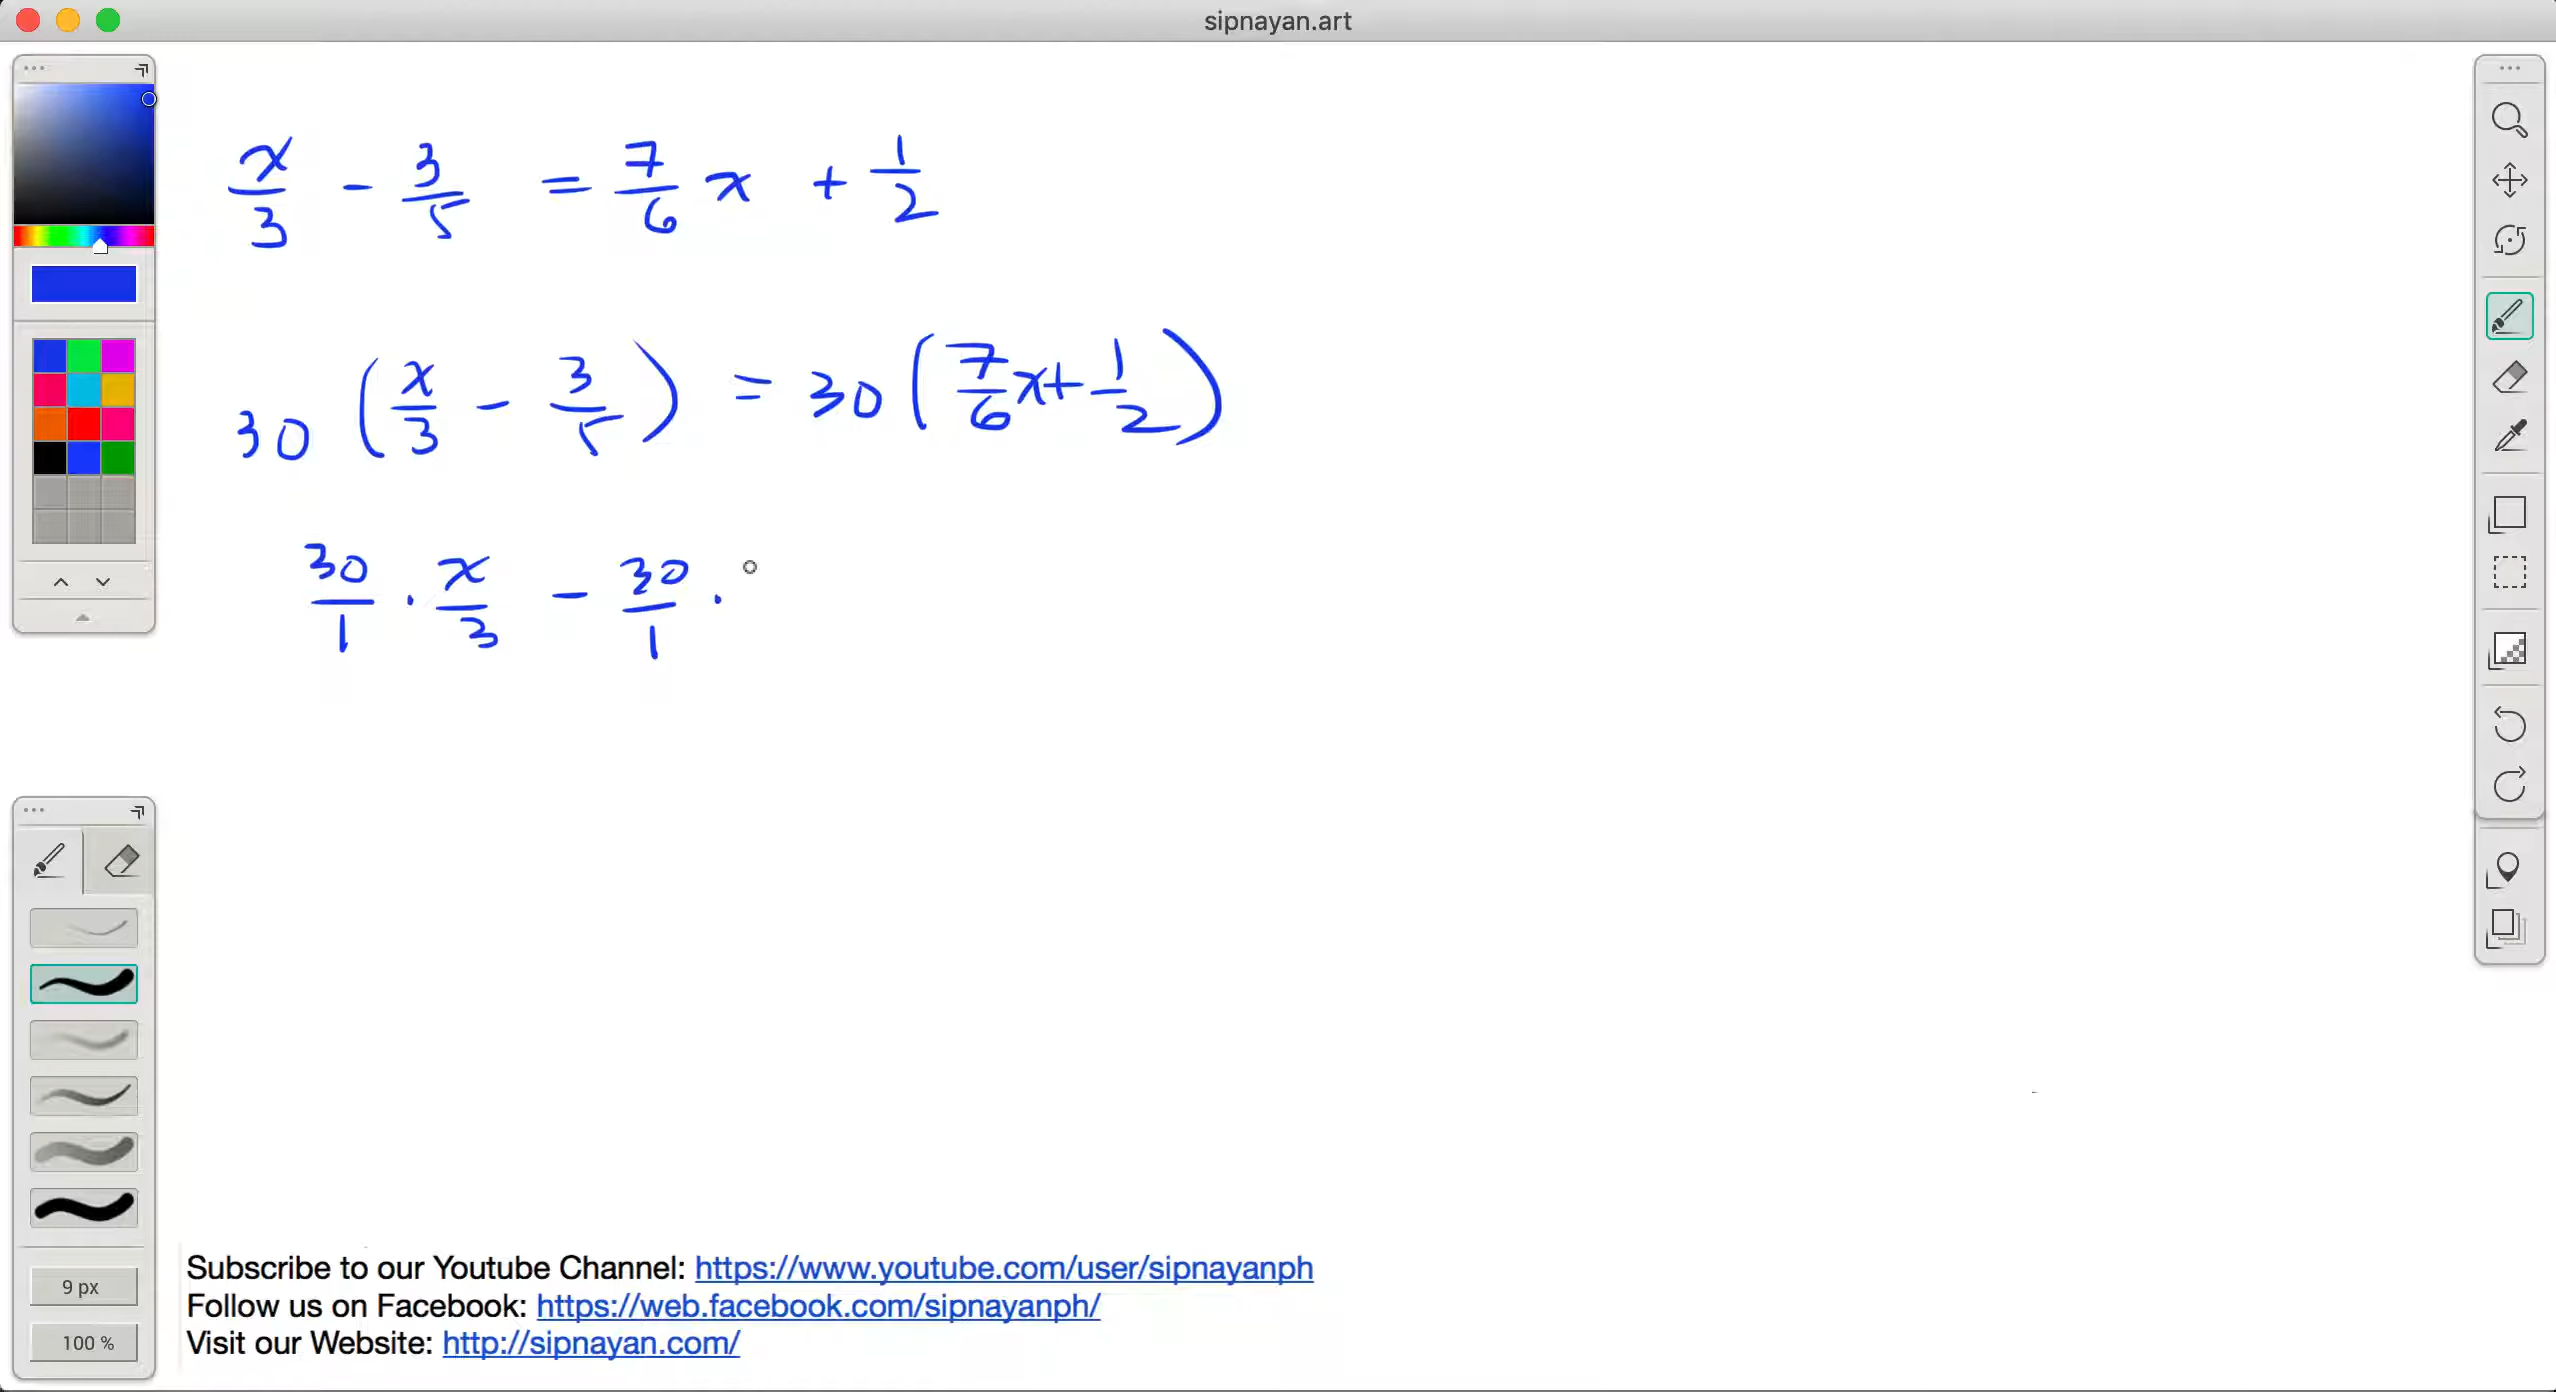 sipnayan.art
x/3 - 3/5 = 7/6 x + 1/2
30 (x/3 - 3/5) = 30 (7/6 x + 1/2)
30/1 · x/3 - 30/1 ·
9 px
100 %
Subscribe to our Youtube Channel: https://www.youtube.com/user/sipnayanph
Follow us on Facebook: https://web.facebook.com/sipnayanph/
Visit our Website: http://sipnayan.com/